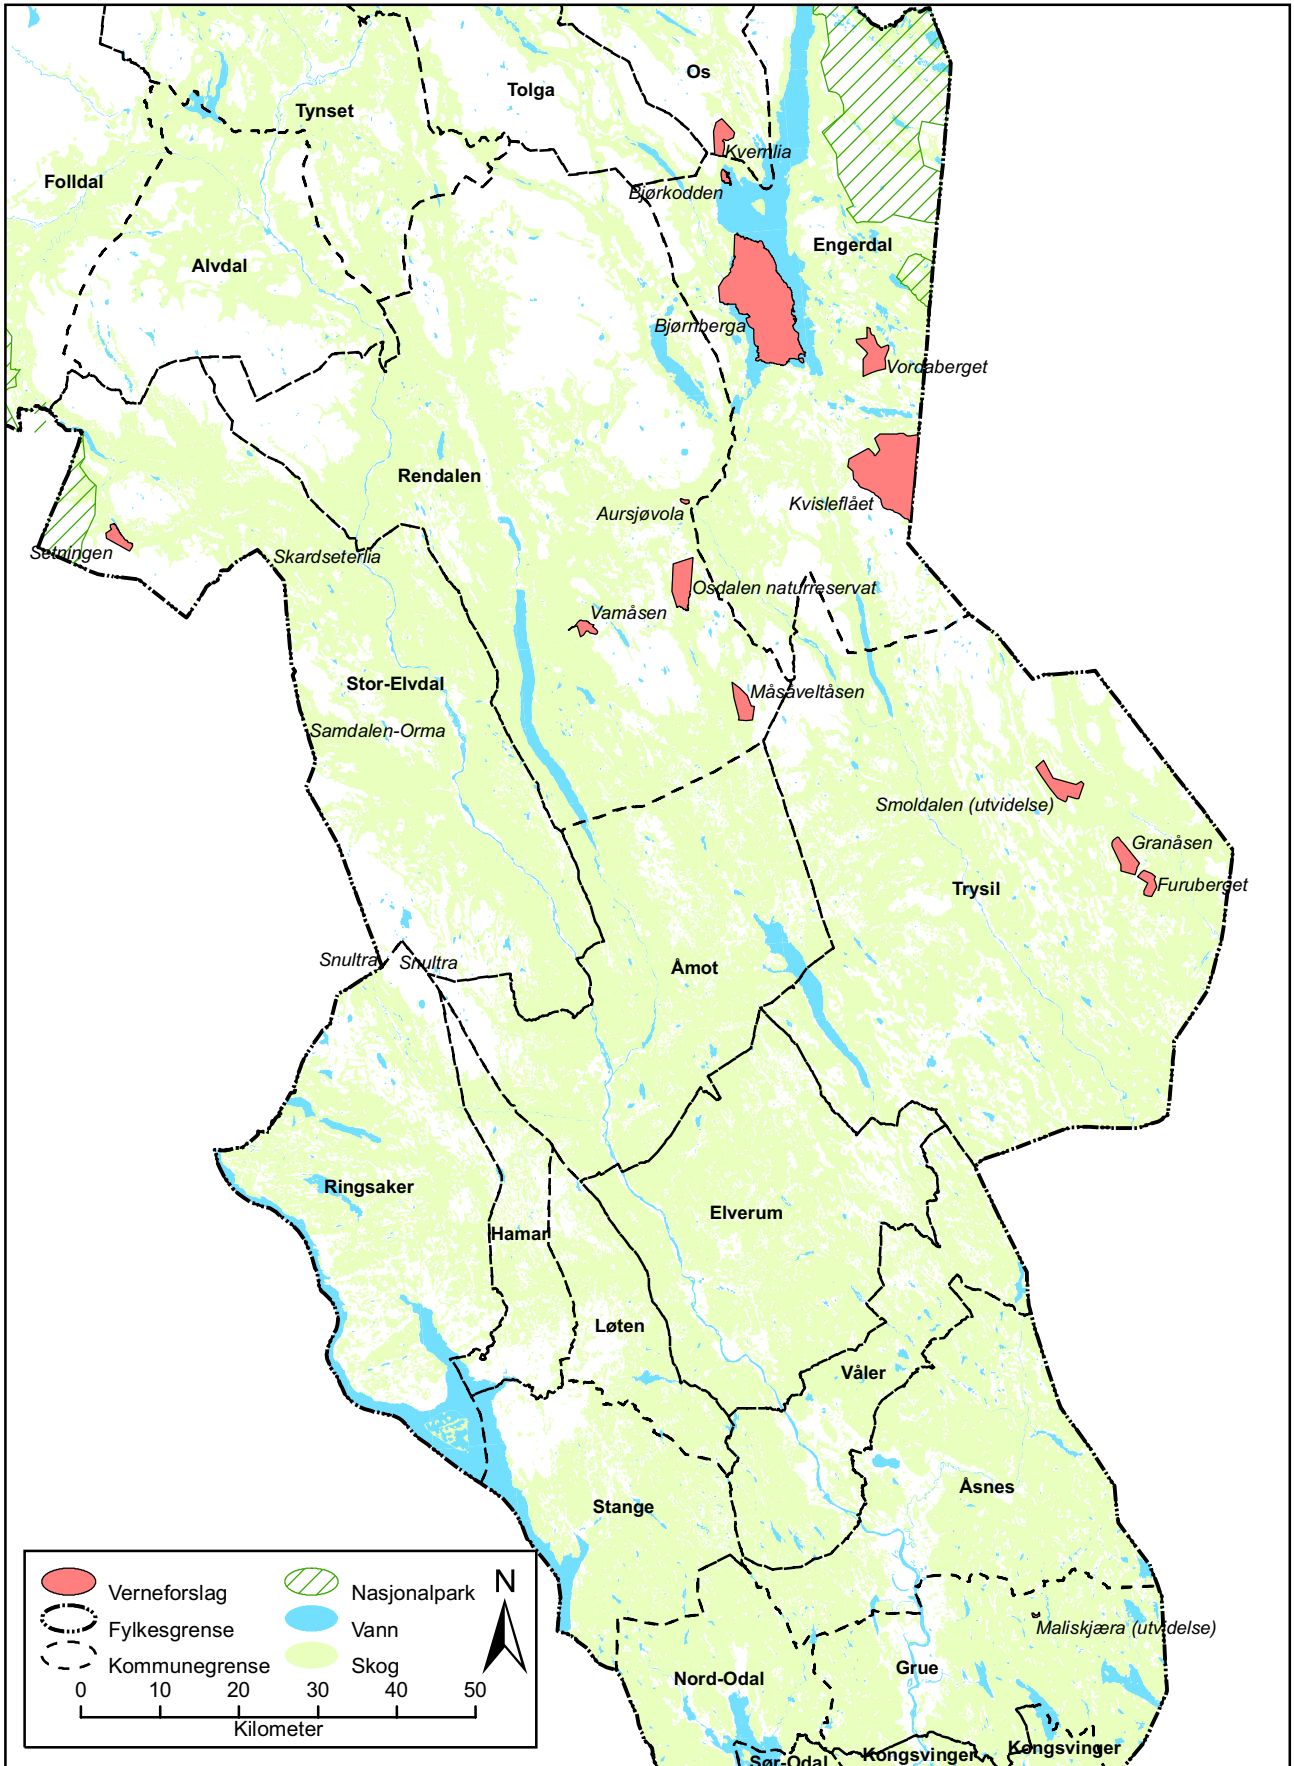 Os
Tolga
Tynset
Kvemlia
Folldal
Bjørkodden
Engerdal
Alvdal
Bjørnberga
Vordaberget
Rendalen
Kvisleflået
Aursjøvola
Setningen
Skardseterlia
Osdalen naturreservat
Vamåsen
Stor-Elvdal
Måsåveltåsen
Samdalen-Orma
Smoldalen (utvidelse)
Granåsen
Trysil
Furuberget
Snultra
Snultra
Åmot
Ringsaker
Elverum
Hamar
Løten
Våler
Åsnes
Stange
Verneforslag
Nasjonalpark
N
Fylkesgrense
Vann
Maliskjæra (utvidelse)
Kommunegrense
Skog
Grue
Nord-Odal
0 10 20 30 40 50
Kilometer
Kongsvinger
Kongsvinger
Sør-Odal